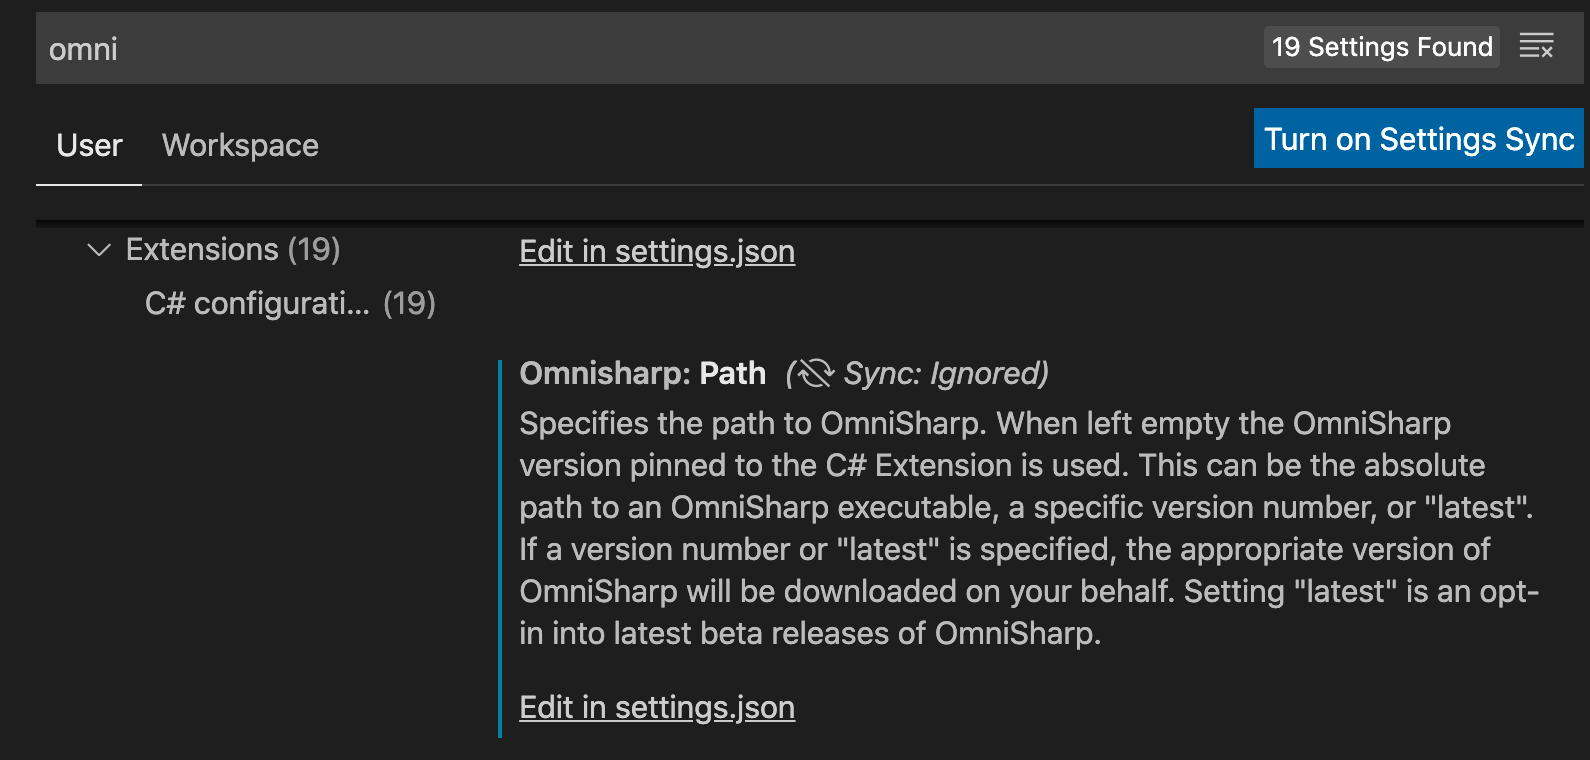 omni
19 Settings Found
User Workspace
Turn on Settings Sync
Extensions (19)
Edit in settings.json
C# configurati... (19)
Omnisharp: Path (Sync: Ignored)
Specifies the path to OmniSharp. When left empty the OmniSharp
version pinned to the C# Extension is used. This can be the absolute
path to an OmniSharp executable, a specific version number, or "latest".
If a version number or "latest" is specified, the appropriate version of
OmniSharp will be downloaded on your behalf. Setting "latest" is an opt-
in into latest beta releases of OmniSharp.
Edit in settings.json